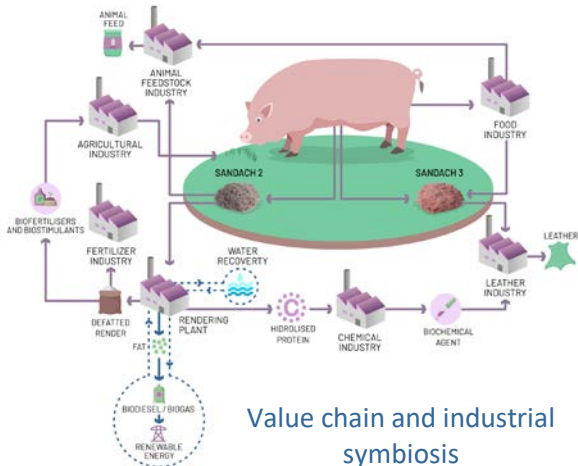 ANIMAL
FEED
ANIMAL
FEEDSTOCK
INDUSTRY
FOOD
INDUSTRY
AGRICULTURAL
INDUSTRY
SANDACH 2
SANDACH 3
BIOFERTILISERS
AND BIOSTIMULANTS
FERTILIZER
INDUSTRY
WATER
RECOVERTY
LEATHER
LEATHER
INDUSTRY
DEFATTED
RENDER
RENDERING
PLANT
C
HIDROLISED
PROTEIN
CHEMICAL
INDUSTRY
BIOCHEMICAL
AGENT
FAT
BIODIESEL / BIOGAS
RENEWABLE
ENERGY
Value chain and industrial
symbiosis